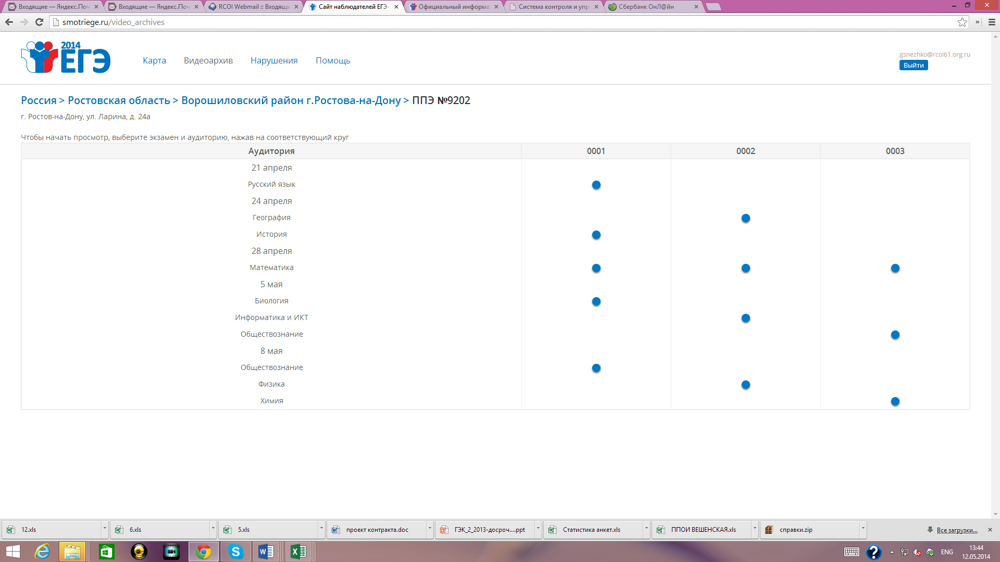 Входящие — Яндекс.Поч
Входящие — Яндекс.Поч
RCOI Webmail :: Входящи
Сайт наблюдателей ЕГЭ-
Официальный информа
Система контроля и упр
Сбербанк ОнЛ@йн
smotriege.ru/video_archives
2014
ЕГЭ
Карта
Видеоархив
Нарушения
Помощь
gsnezhko@rcoi61.org.ru
Выйти
Россия > Ростовская область > Ворошиловский район г.Ростова-на-Дону > ППЭ №9202
г. Ростов-на-Дону, ул. Ларина, д. 24а
Чтобы начать просмотр, выберите экзамен и аудиторию, нажав на соответствующий круг
Аудитория 0001 0002 0003
21 апреля
Русский язык
24 апреля
География
История
28 апреля
Математика
5 мая
Биология
Информатика и ИКТ
Обществознание
8 мая
Обществознание
Физика
Химия
12.xls
6.xls
5.xls
проект контракта.doc
ГЭК_2_2013-досроч....ppt
Статистика анкет.xls
ППОИ ВЕШЕНСКАЯ.xls
справки.zip
Все загрузки...
ENG
13:44
12.05.2014